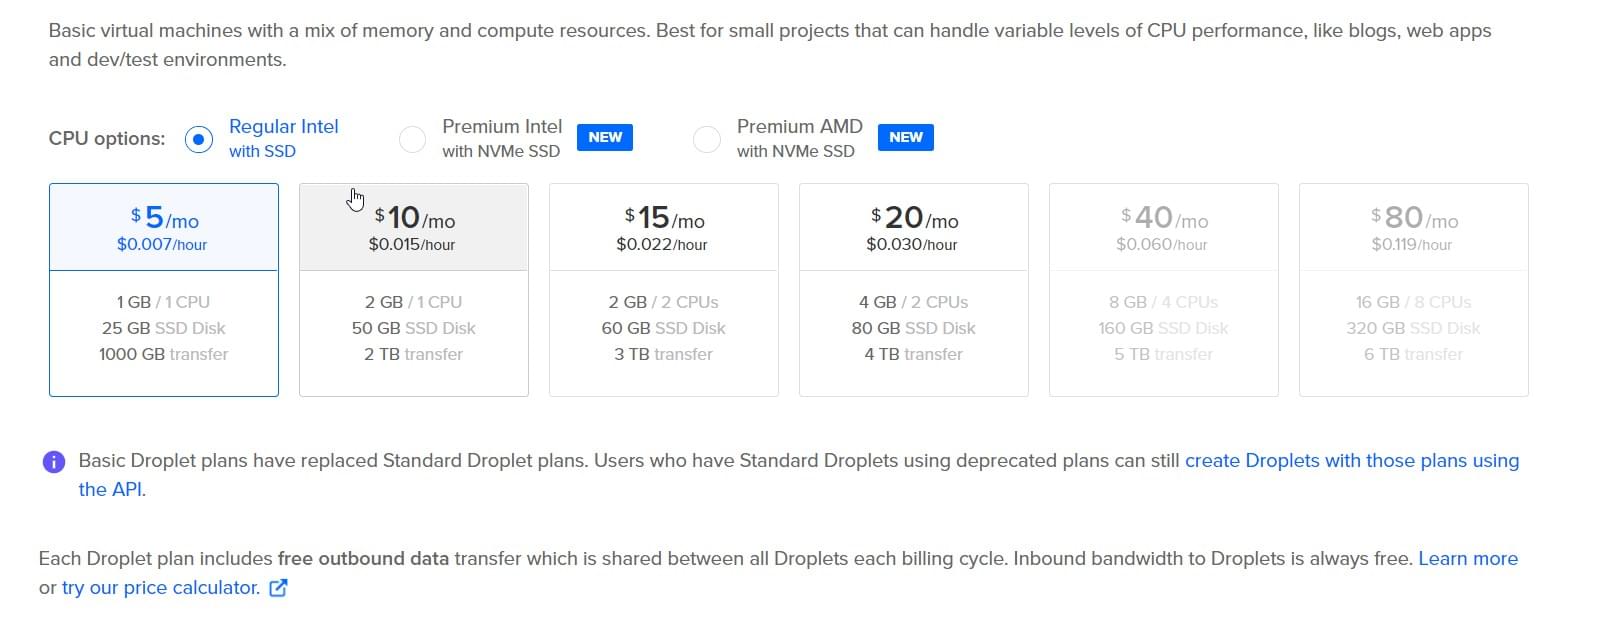 Basic virtual machines with a mix of memory and compute resources. Best for small projects that can handle variable levels of CPU performance, like blogs, web apps
and dev/test environments.
CPU options:
Regular Intel
with SSD
Premium Intel
with NVMe SSD
NEW
Premium AMD
with NVMe SSD
NEW
$5/mo
$0.007/hour
1 GB / 1 CPU
25 GB SSD Disk
1000 GB transfer
$10/mo
$0.015/hour
2 GB / 1 CPU
50 GB SSD Disk
2 TB transfer
$15/mo
$0.022/hour
2 GB / 2 CPUs
60 GB SSD Disk
3 TB transfer
$20/mo
$0.030/hour
4 GB / 2 CPUs
80 GB SSD Disk
4 TB transfer
$40/mo
$0.060/hour
8 GB / 4 CPUs
160 GB SSD Disk
5 TB transfer
$80/mo
$0.119/hour
16 GB / 8 CPUs
320 GB SSD Disk
6 TB transfer
Basic Droplet plans have replaced Standard Droplet plans. Users who have Standard Droplets using deprecated plans can still create Droplets with those plans using
the API.
Each Droplet plan includes free outbound data transfer which is shared between all Droplets each billing cycle. Inbound bandwidth to Droplets is always free. Learn more
or try our price calculator.